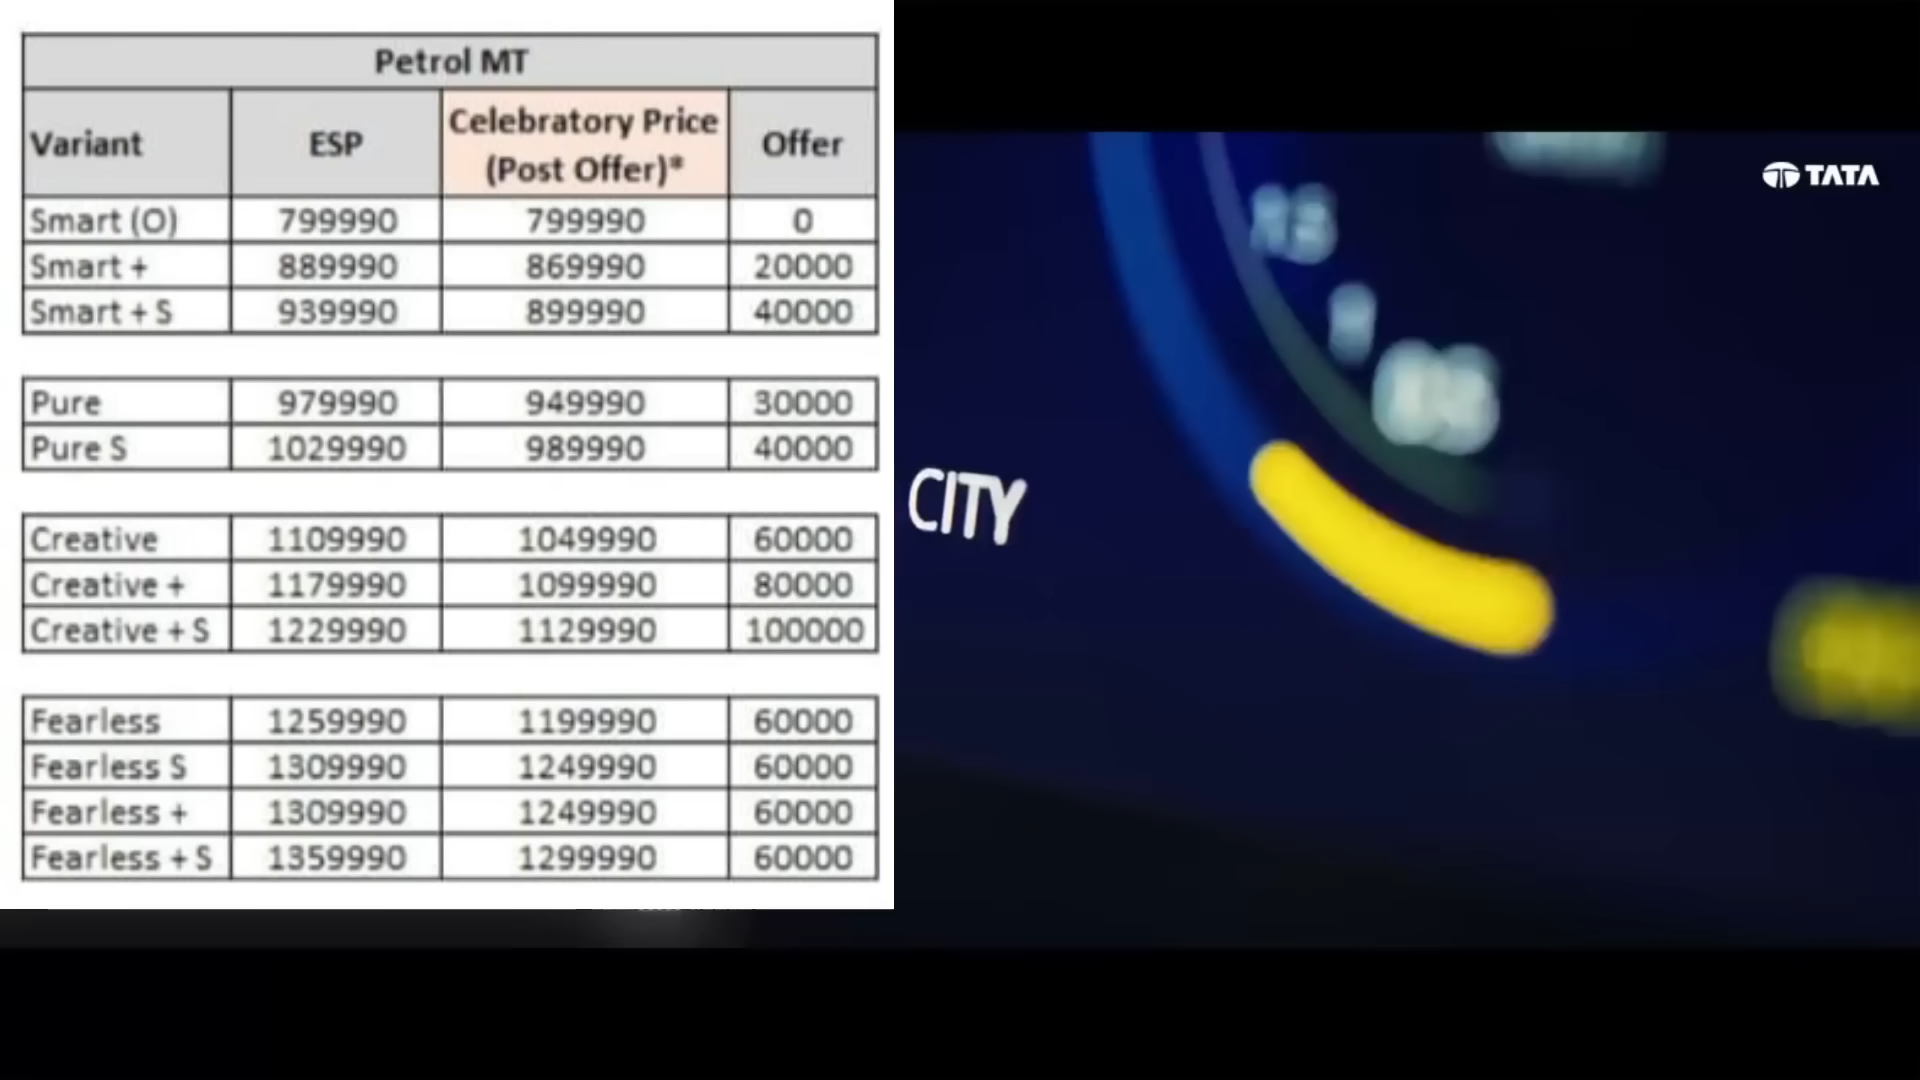 Petrol MT
Variant ESP Celebratory Price (Post Offer)* Offer
Smart (O) 799990 799990 0
Smart + 889990 869990 20000
Smart + S 939990 899990 40000
Pure 979990 949990 30000
Pure S 1029990 989990 40000
Creative 1109990 1049990 60000
Creative + 1179990 1099990 80000
Creative + S 1229990 1129990 100000
Fearless 1259990 1199990 60000
Fearless S 1309990 1249990 60000
Fearless + 1309990 1249990 60000
Fearless + S 1359990 1299990 60000
TATA
CITY